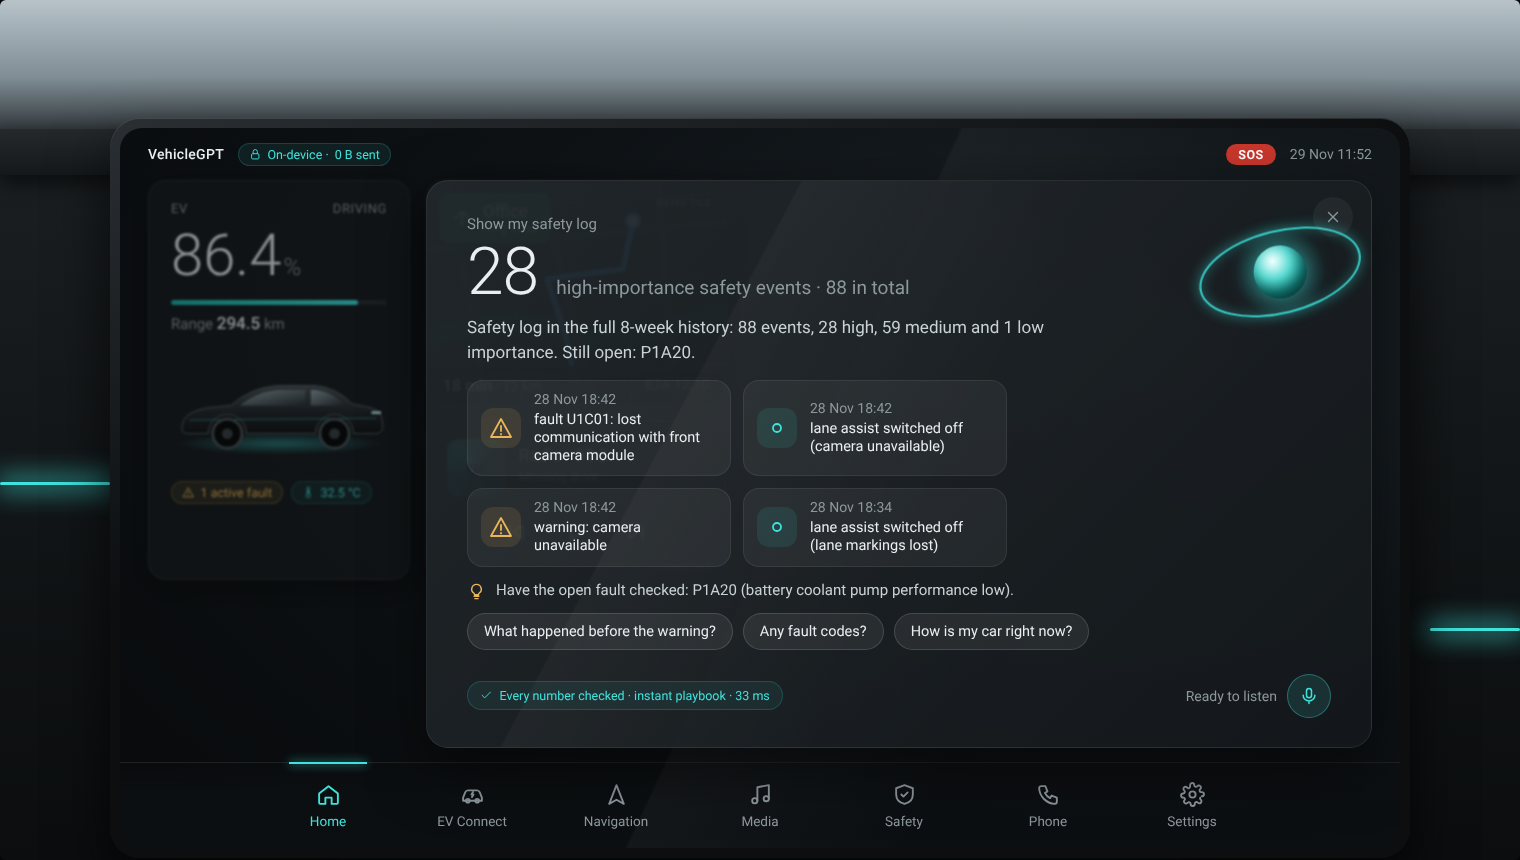 VehicleGPT
On-device · 0 B sent
SOS
29 Nov 11:52
EV
DRIVING
86.4%
Range 294.5 km
1 active fault
32.5 °C
Show my safety log
28 high-importance safety events · 88 in total
Safety log in the full 8-week history: 88 events, 28 high, 59 medium and 1 low
importance. Still open: P1A20.
28 Nov 18:42
fault U1C01: lost
communication with front
camera module
28 Nov 18:42
lane assist switched off
(camera unavailable)
28 Nov 18:42
warning: camera
unavailable
28 Nov 18:34
lane assist switched off
(lane markings lost)
Have the open fault checked: P1A20 (battery coolant pump performance low).
What happened before the warning?
Any fault codes?
How is my car right now?
Every number checked · instant playbook · 33 ms
Ready to listen
Home
EV Connect
Navigation
Media
Safety
Phone
Settings